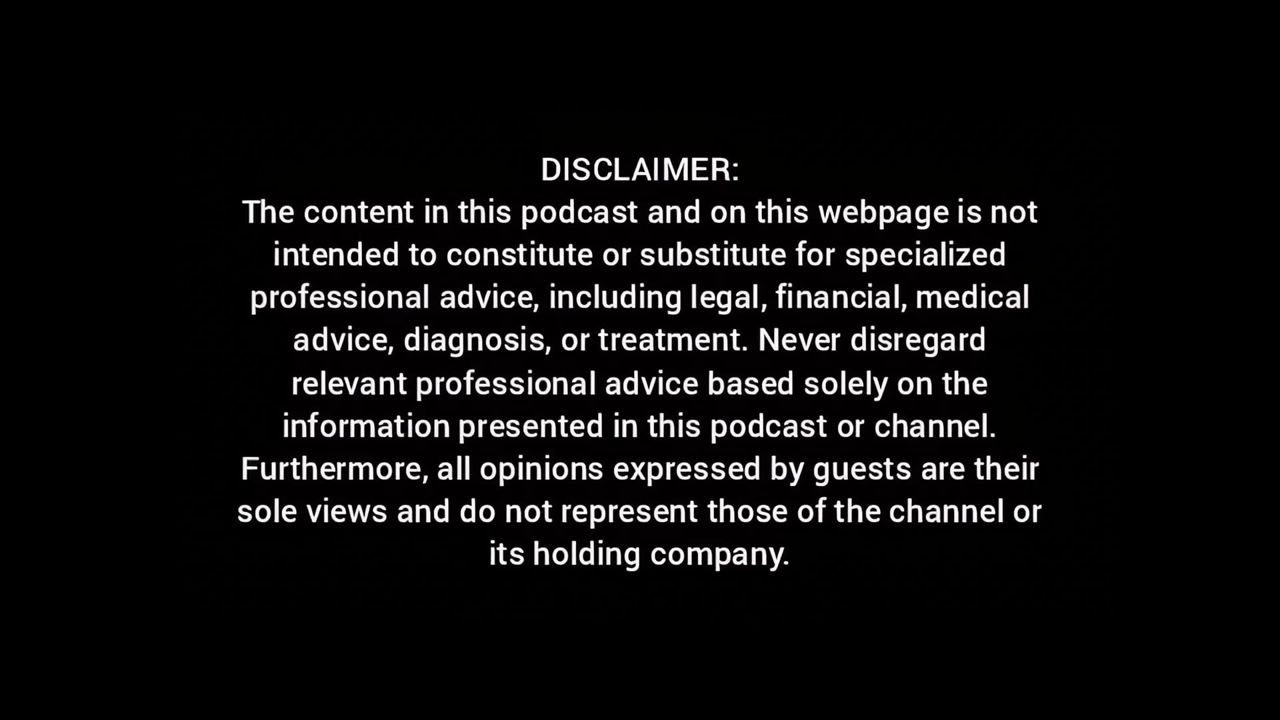 DISCLAIMER:
The content in this podcast and on this webpage is not
intended to constitute or substitute for specialized
professional advice, including legal, financial, medical
advice, diagnosis, or treatment. Never disregard
relevant professional advice based solely on the
information presented in this podcast or channel.
Furthermore, all opinions expressed by guests are their
sole views and do not represent those of the channel or
its holding company.